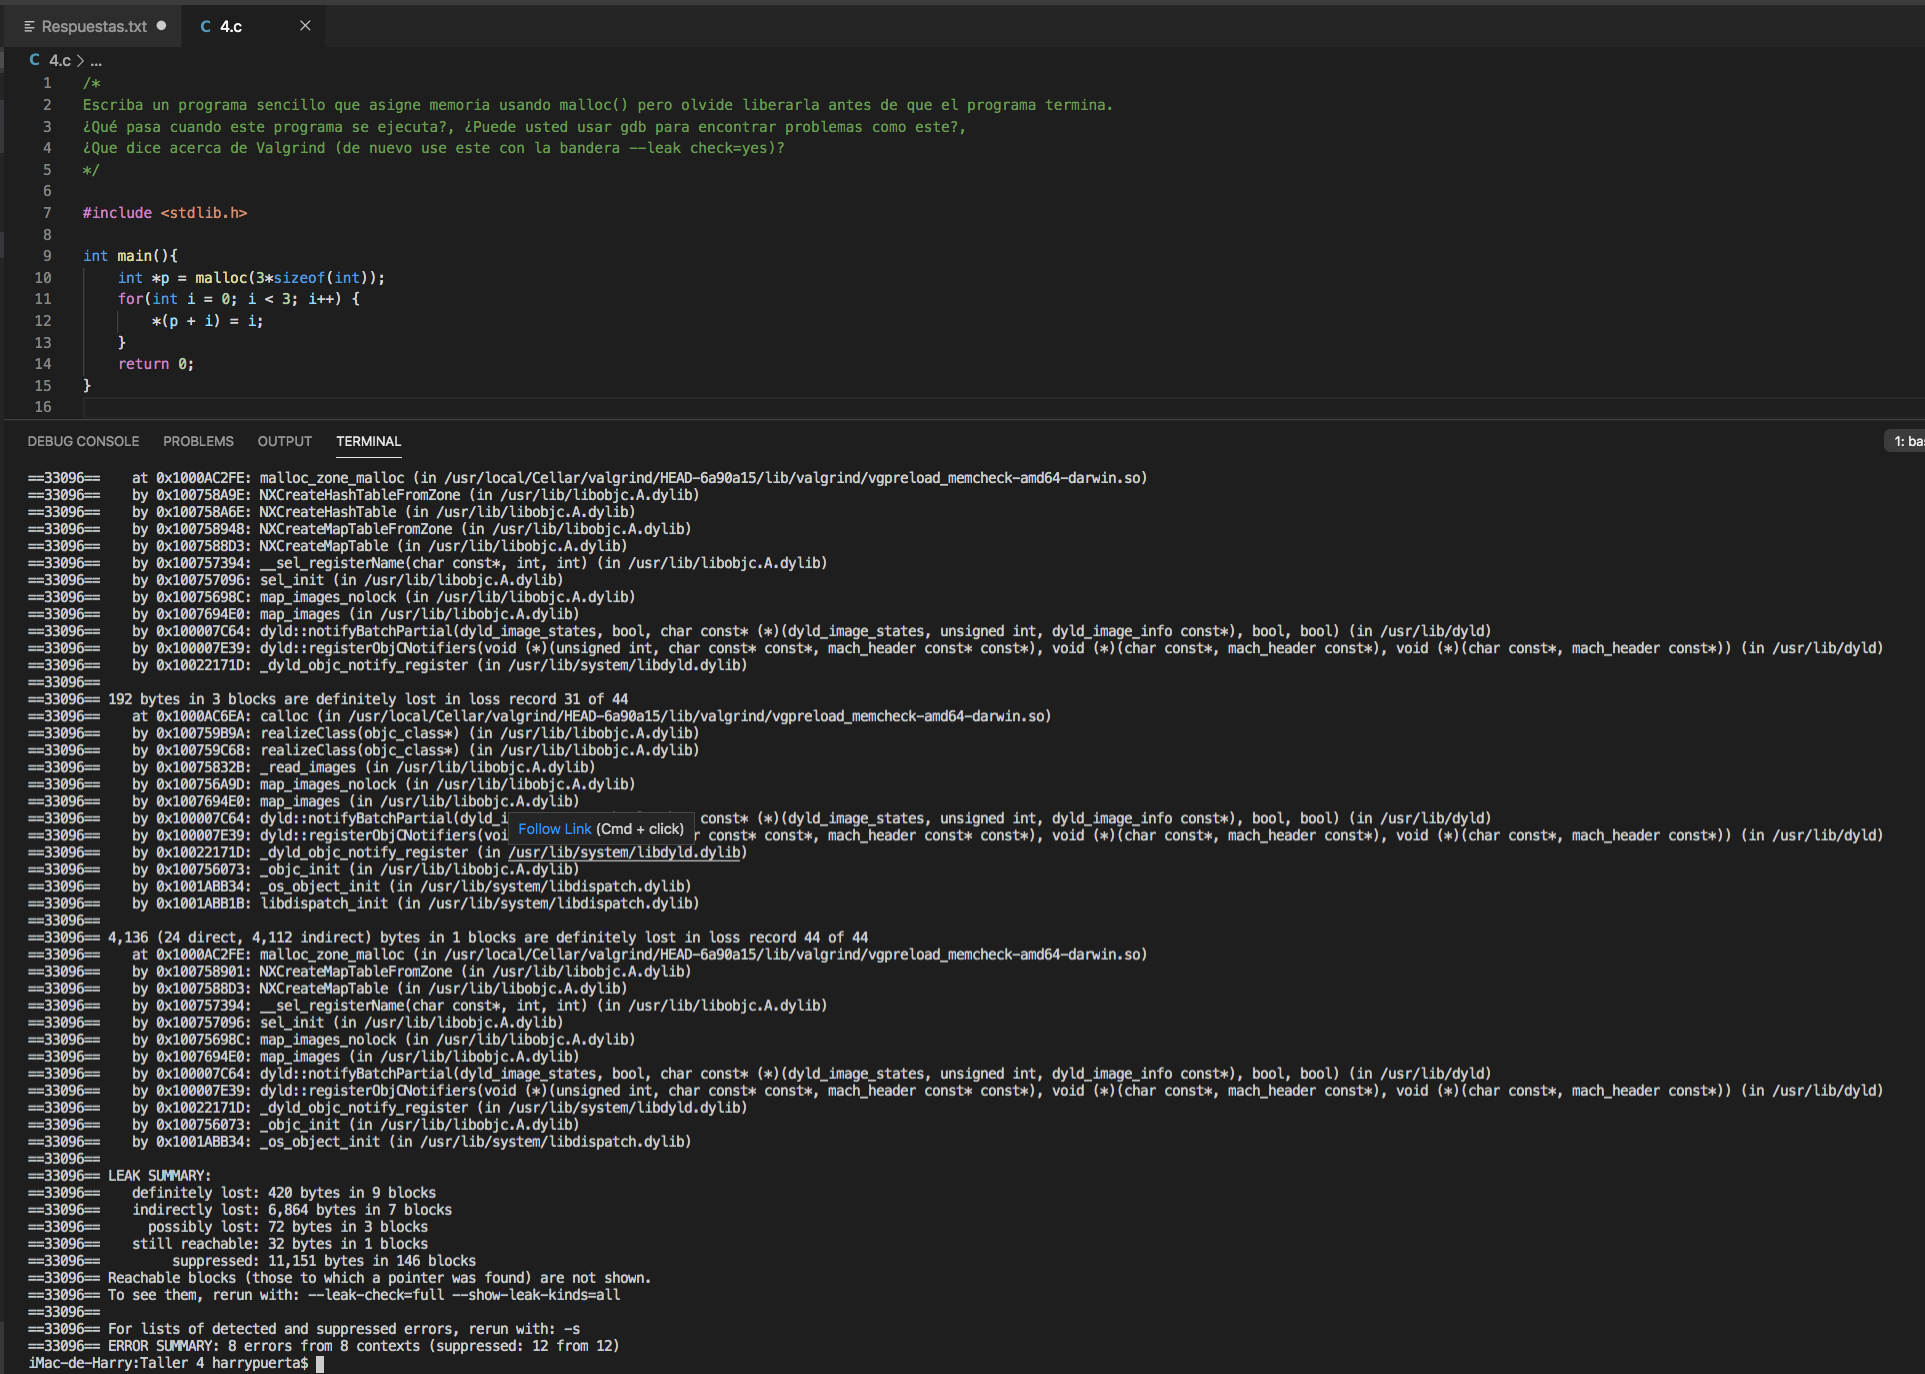 Respuestas.txt
C 4.c
C 4.c > ...
1 /*
2 Escriba un programa sencillo que asigne memoria usando malloc() pero olvide liberarla antes de que el programa termina.
3 ¿Qué pasa cuando este programa se ejecuta?, ¿Puede usted usar gdb para encontrar problemas como este?,
4 ¿Que dice acerca de Valgrind (de nuevo use este con la bandera --leak check=yes)?
5 */
6
7 #include <stdlib.h>
8
9 int main(){
10 int *p = malloc(3*sizeof(int));
11 for(int i = 0; i < 3; i++) {
12 *(p + i) = i;
13 }
14 return 0;
15 }
16
DEBUG CONSOLE PROBLEMS OUTPUT TERMINAL 1: ba
==33096== at 0x1000AC2FE: malloc_zone_malloc (in /usr/local/Cellar/valgrind/HEAD-6a90a15/lib/valgrind/vgpreload_memcheck-amd64-darwin.so)
==33096== by 0x100758A9E: NXCreateHashTableFromZone (in /usr/lib/libobjc.A.dylib)
==33096== by 0x100758A6E: NXCreateHashTable (in /usr/lib/libobjc.A.dylib)
==33096== by 0x100758948: NXCreateMapTableFromZone (in /usr/lib/libobjc.A.dylib)
==33096== by 0x1007588D3: NXCreateMapTable (in /usr/lib/libobjc.A.dylib)
==33096== by 0x100757394: __sel_registerName(char const*, int, int) (in /usr/lib/libobjc.A.dylib)
==33096== by 0x100757096: sel_init (in /usr/lib/libobjc.A.dylib)
==33096== by 0x10075698C: map_images_nolock (in /usr/lib/libobjc.A.dylib)
==33096== by 0x1007694E0: map_images (in /usr/lib/libobjc.A.dylib)
==33096== by 0x100007C64: dyld::notifyBatchPartial(dyld_image_states, bool, char const* (*)(dyld_image_states, unsigned int, dyld_image_info const*), bool, bool) (in /usr/lib/dyld)
==33096== by 0x100007E39: dyld::registerObjCNotifiers(void (*)(unsigned int, char const* const*, mach_header const* const*), void (*)(char const*, mach_header const*), void (*)(char const*, mach_header const*)) (in /usr/lib/dyld)
==33096== by 0x10022171D: _dyld_objc_notify_register (in /usr/lib/system/libdyld.dylib)
==33096==
==33096== 192 bytes in 3 blocks are definitely lost in loss record 31 of 44
==33096== at 0x1000AC6EA: calloc (in /usr/local/Cellar/valgrind/HEAD-6a90a15/lib/valgrind/vgpreload_memcheck-amd64-darwin.so)
==33096== by 0x100759B9A: realizeClass(objc_class*) (in /usr/lib/libobjc.A.dylib)
==33096== by 0x100759C68: realizeClass(objc_class*) (in /usr/lib/libobjc.A.dylib)
==33096== by 0x10075832B: _read_images (in /usr/lib/libobjc.A.dylib)
==33096== by 0x100756A9D: map_images_nolock (in /usr/lib/libobjc.A.dylib)
==33096== by 0x1007694E0: map_images (in /usr/lib/libobjc.A.dylib)
==33096== by 0x100007C64: dyld::notifyBatchPartial(dyld_i const* (*)(dyld_image_states, unsigned int, dyld_image_info const*), bool, bool) (in /usr/lib/dyld)
Follow Link (Cmd + click)
==33096== by 0x100007E39: dyld::registerObjCNotifiers(voi r const* const*, mach_header const* const*), void (*)(char const*, mach_header const*), void (*)(char const*, mach_header const*)) (in /usr/lib/dyld)
==33096== by 0x10022171D: _dyld_objc_notify_register (in /usr/lib/system/libdyld.dylib)
==33096== by 0x100756073: _objc_init (in /usr/lib/libobjc.A.dylib)
==33096== by 0x1001ABB34: _os_object_init (in /usr/lib/system/libdispatch.dylib)
==33096== by 0x1001ABB1B: libdispatch_init (in /usr/lib/system/libdispatch.dylib)
==33096==
==33096== 4,136 (24 direct, 4,112 indirect) bytes in 1 blocks are definitely lost in loss record 44 of 44
==33096== at 0x1000AC2FE: malloc_zone_malloc (in /usr/local/Cellar/valgrind/HEAD-6a90a15/lib/valgrind/vgpreload_memcheck-amd64-darwin.so)
==33096== by 0x100758901: NXCreateMapTableFromZone (in /usr/lib/libobjc.A.dylib)
==33096== by 0x1007588D3: NXCreateMapTable (in /usr/lib/libobjc.A.dylib)
==33096== by 0x100757394: __sel_registerName(char const*, int, int) (in /usr/lib/libobjc.A.dylib)
==33096== by 0x100757096: sel_init (in /usr/lib/libobjc.A.dylib)
==33096== by 0x10075698C: map_images_nolock (in /usr/lib/libobjc.A.dylib)
==33096== by 0x1007694E0: map_images (in /usr/lib/libobjc.A.dylib)
==33096== by 0x100007C64: dyld::notifyBatchPartial(dyld_image_states, bool, char const* (*)(dyld_image_states, unsigned int, dyld_image_info const*), bool, bool) (in /usr/lib/dyld)
==33096== by 0x100007E39: dyld::registerObjCNotifiers(void (*)(unsigned int, char const* const*, mach_header const* const*), void (*)(char const*, mach_header const*), void (*)(char const*, mach_header const*)) (in /usr/lib/dyld)
==33096== by 0x10022171D: _dyld_objc_notify_register (in /usr/lib/system/libdyld.dylib)
==33096== by 0x100756073: _objc_init (in /usr/lib/libobjc.A.dylib)
==33096== by 0x1001ABB34: _os_object_init (in /usr/lib/system/libdispatch.dylib)
==33096==
==33096== LEAK SUMMARY:
==33096== definitely lost: 420 bytes in 9 blocks
==33096== indirectly lost: 6,864 bytes in 7 blocks
==33096== possibly lost: 72 bytes in 3 blocks
==33096== still reachable: 32 bytes in 1 blocks
==33096== suppressed: 11,151 bytes in 146 blocks
==33096== Reachable blocks (those to which a pointer was found) are not shown.
==33096== To see them, rerun with: --leak-check=full --show-leak-kinds=all
==33096==
==33096== For lists of detected and suppressed errors, rerun with: -s
==33096== ERROR SUMMARY: 8 errors from 8 contexts (suppressed: 12 from 12)
iMac-de-Harry:Taller 4 harrypuerta$